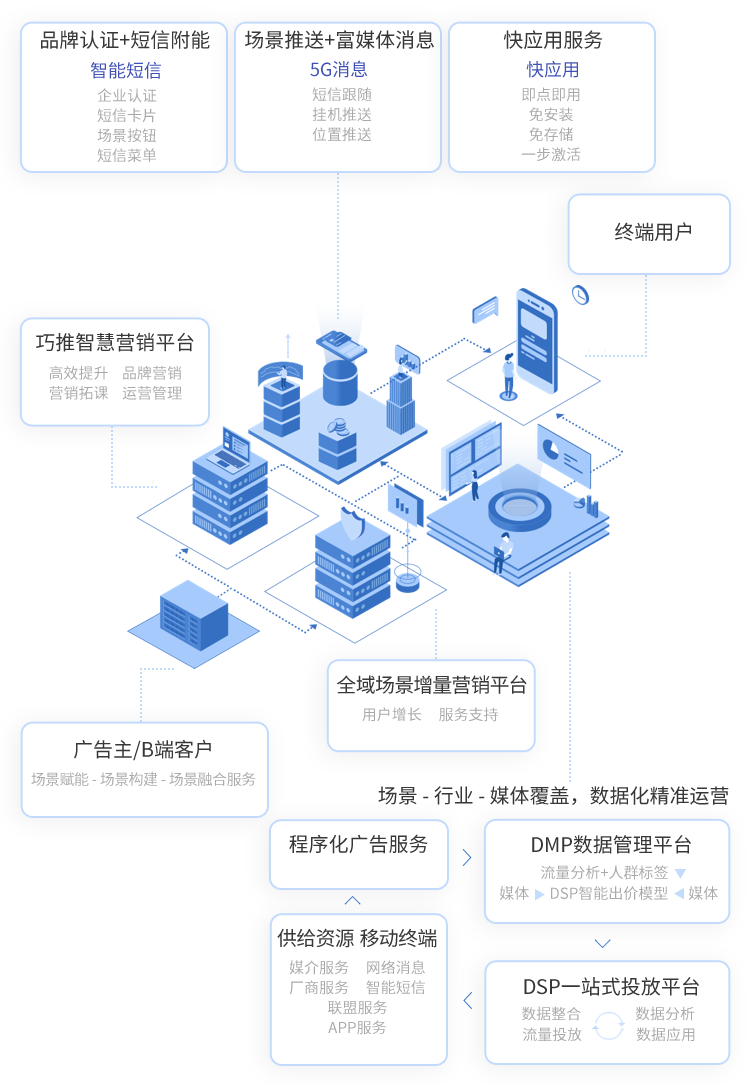 品牌认证+短信附能
智能短信
企业认证
短信卡片
场景按钮
短信菜单
场景推送+富媒体消息
5G消息
短信跟随
挂机推送
位置推送
快应用服务
快应用
即点即用
免安装
免存储
一步激活
终端用户
巧推智慧营销平台
高效提升 品牌营销
营销拓课 运营管理
全域场景增量营销平台
用户增长 服务支持
广告主/B端客户
场景赋能 - 场景构建 - 场景融合服务
场景 - 行业 - 媒体覆盖，数据化精准运营
程序化广告服务
DMP数据管理平台
流量分析+人群标签
媒体 DSP智能出价模型 媒体
供给资源 移动终端
媒介服务 网络消息
厂商服务 智能短信
联盟服务
APP服务
DSP一站式投放平台
数据整合 数据分析
流量投放 数据应用